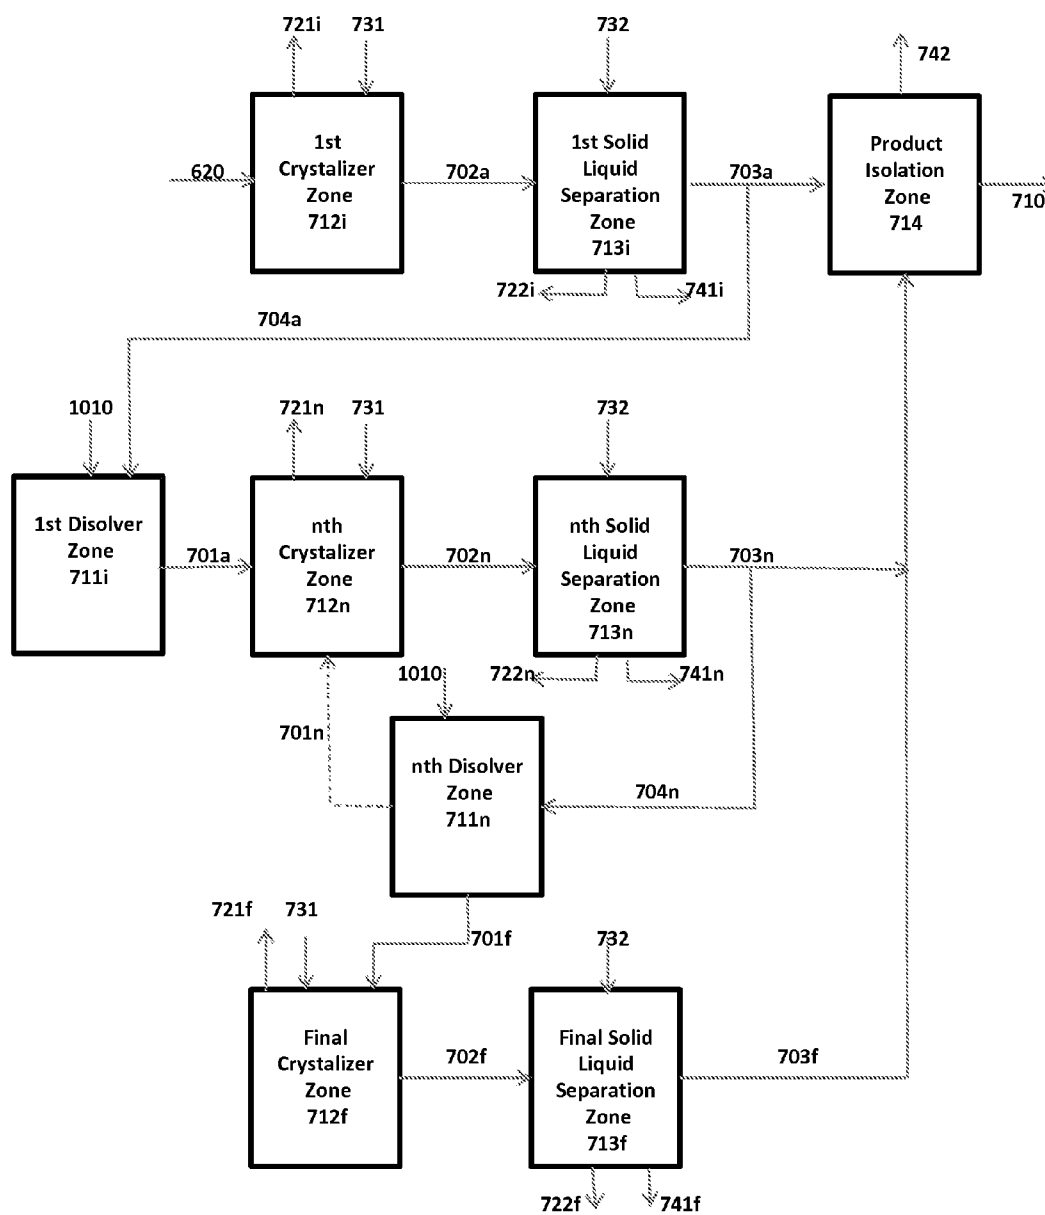 721i
731
732
742
1st
Crystalizer
Zone
712i
1st Solid
Liquid
Separation
Zone
713i
Product
Isolation
Zone
714
620
702a
703a
710
722i
741i
704a
1010
721n
731
732
1st Disolver
Zone
711i
701a
nth
Crystalizer
Zone
712n
702n
nth Solid
Liquid
Separation
Zone
713n
703n
722n
741n
1010
701n
nth Disolver
Zone
711n
704n
721f
731
701f
732
Final
Crystalizer
Zone
712f
702f
Final Solid
Liquid
Separation
Zone
713f
703f
722f
741f